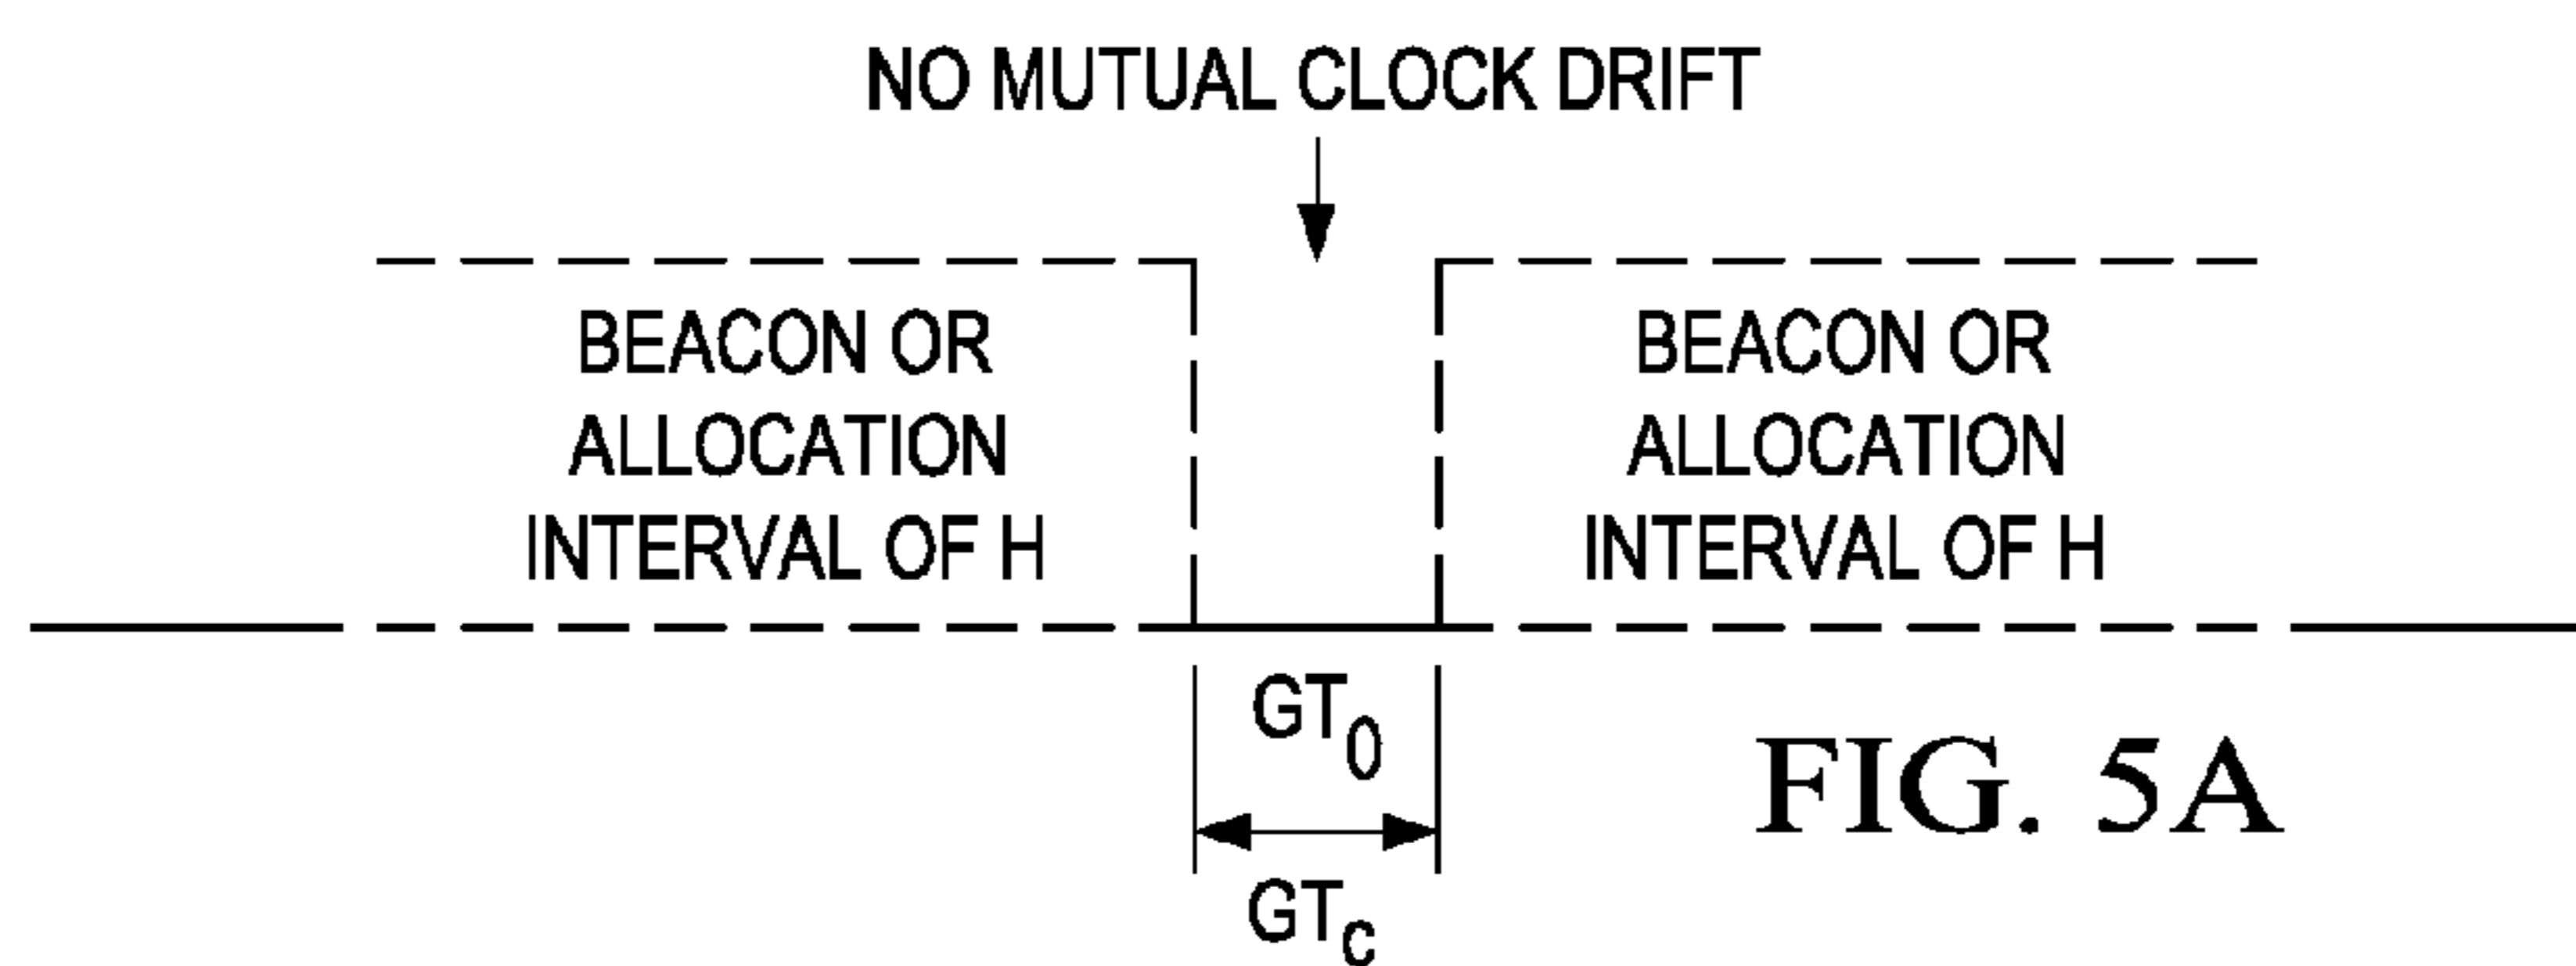 NO MUTUAL CLOCK DRIFT
BEACON OR
ALLOCATION
INTERVAL OF H
BEACON OR
ALLOCATION
INTERVAL OF H
GT0
GTC
FIG. 5A